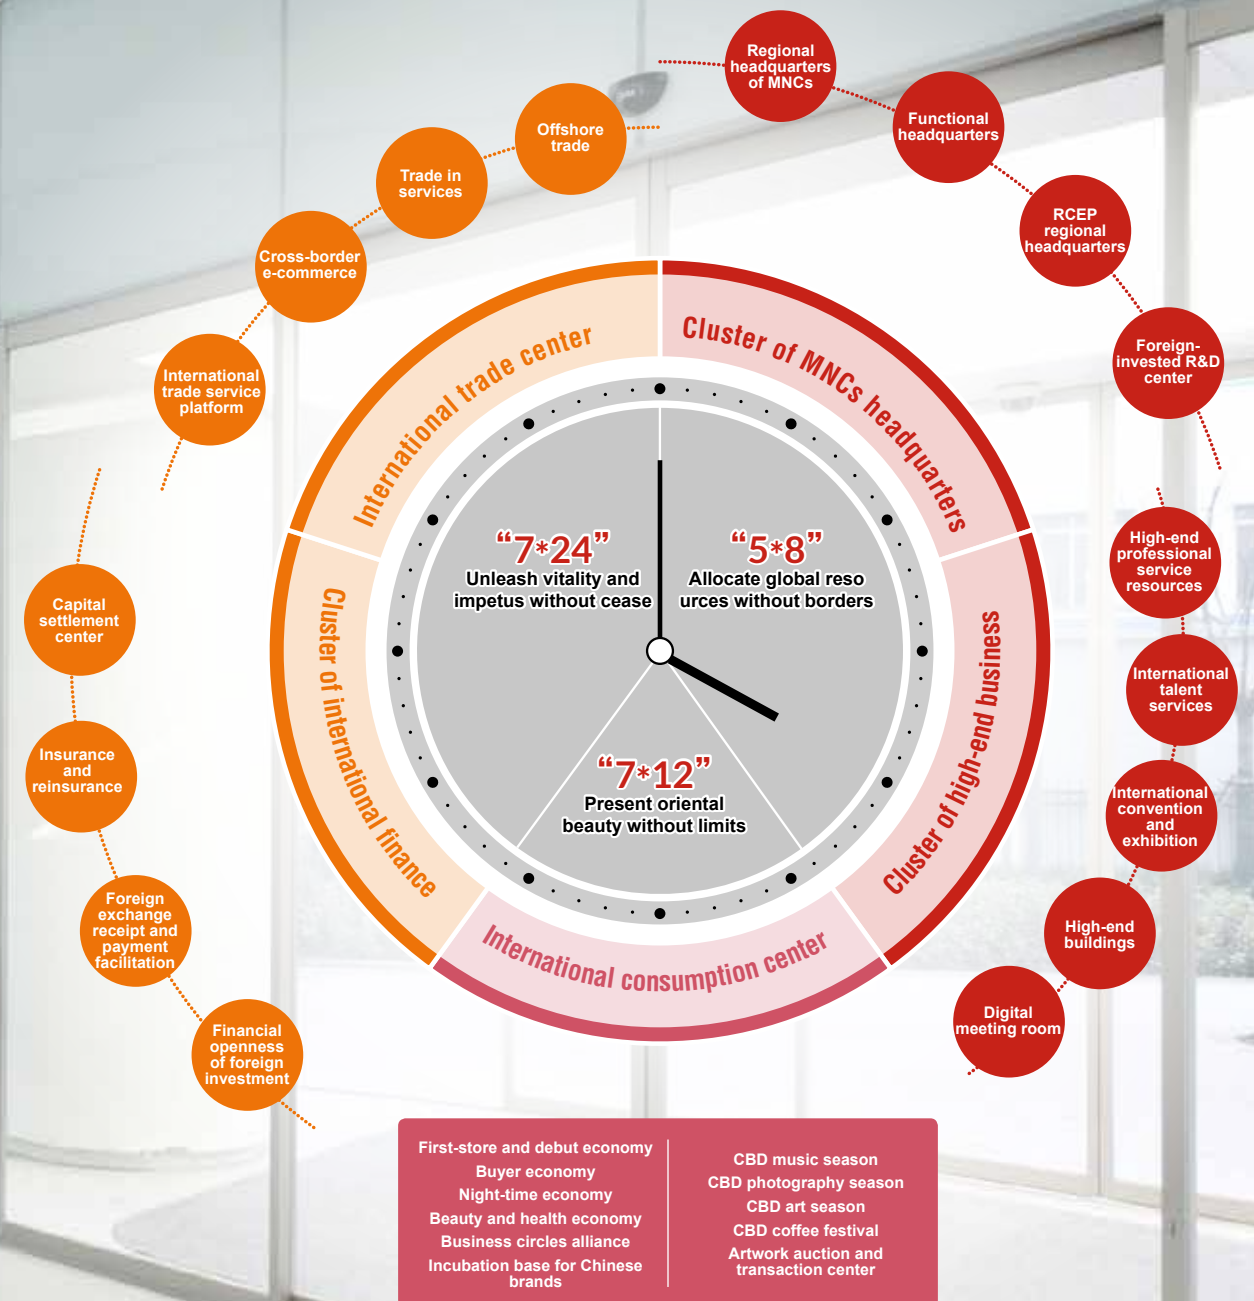 Regional
headquarters
of MNCs
Functional
headquarters
RCEP
regional
headquarters
Foreign-
invested R&D
center
Offshore
trade
Trade in
services
Cross-border
e-commerce
International
trade service
platform
International trade center
Cluster of MNCs headquarters
"7*24"
Unleash vitality and
impetus without cease
"5*8"
Allocate global reso
urces without borders
"7*12"
Present oriental
beauty without limits
Cluster of international finance
Cluster of high-end business
International consumption center
Capital
settlement
center
Insurance
and
reinsurance
Foreign
exchange
receipt and
payment
facilitation
Financial
openness
of foreign
investment
High-end
professional
service
resources
International
talent
services
International
convention
and
exhibition
High-end
buildings
Digital
meeting room
First-store and debut economy
Buyer economy
Night-time economy
Beauty and health economy
Business circles alliance
Incubation base for Chinese
brands
CBD music season
CBD photography season
CBD art season
CBD coffee festival
Artwork auction and
transaction center